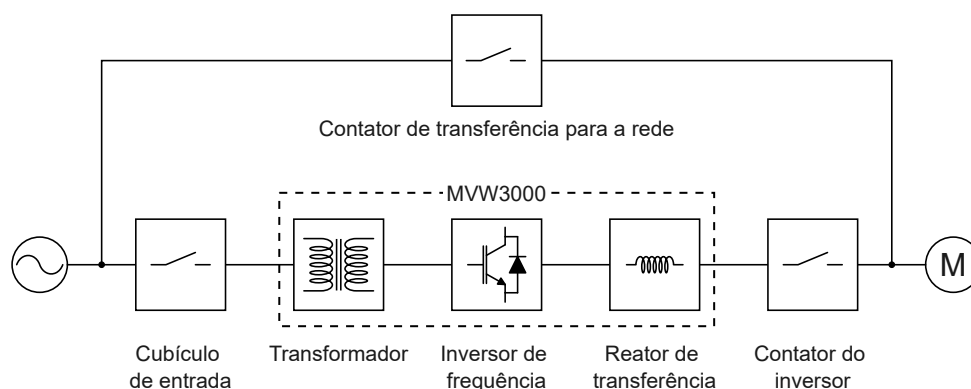 Contator de transferência para a rede
MVW3000
M
Cubículo
de entrada
Transformador
Inversor de
frequência
Reator de
transferência
Contator do
inversor